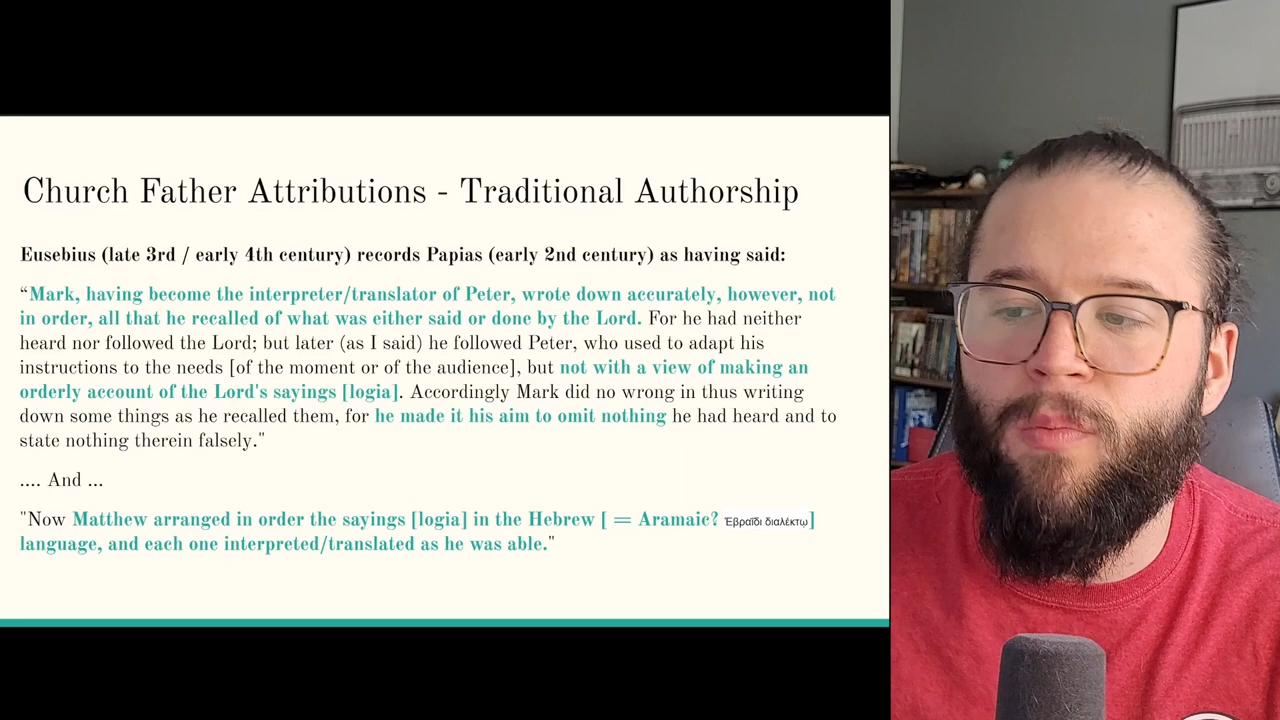 Church Father Attributions - Traditional Authorship
Eusebius (late 3rd / early 4th century) records Papias (early 2nd century) as having said:
“Mark, having become the interpreter/translator of Peter, wrote down accurately, however, not
in order, all that he recalled of what was either said or done by the Lord. For he had neither
heard nor followed the Lord; but later (as I said) he followed Peter, who used to adapt his
instructions to the needs [of the moment or of the audience], but not with a view of making an
orderly account of the Lord's sayings [logia]. Accordingly Mark did no wrong in thus writing
down some things as he recalled them, for he made it his aim to omit nothing he had heard and to
state nothing therein falsely."
.... And ...
"Now Matthew arranged in order the sayings [logia] in the Hebrew [ = Aramaic? Ἑβραΐδι διαλέκτῳ]
language, and each one interpreted/translated as he was able."